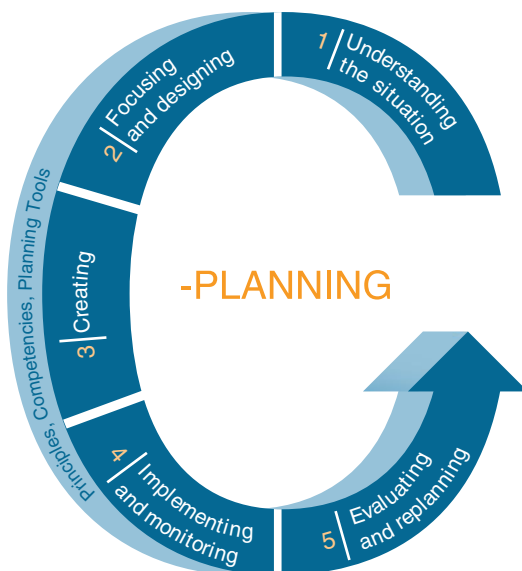 1
Understanding
the situation
2
Focusing
and designing
3
Creating
4
Implementing
and monitoring
5
Evaluating
and replanning
Principles, Competencies, Planning Tools
-PLANNING